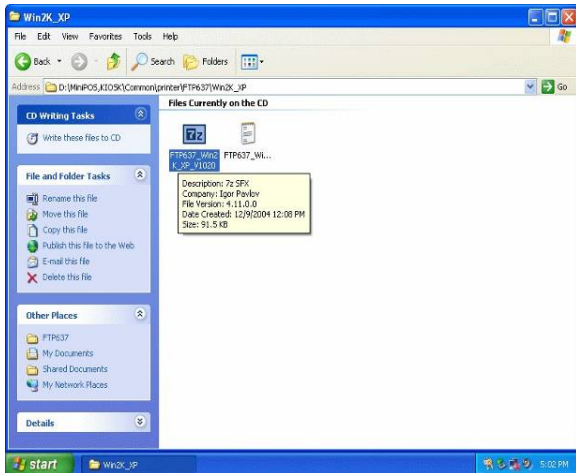 Win2K_XP
File Edit View Favorites Tools Help
Back Search Folders
Address D:\MiniPOS,KIOSK\Common\printer\FTP637\Win2K_XP Go
Files Currently on the CD
CD Writing Tasks
Write these files to CD
7z
FTP637_Win2
K_XP_V1020
FTP637_Wi...
Description: 7z SFX
Company: Igor Pavlov
File Version: 4.11.0.0
Date Created: 12/9/2004 12:08 PM
Size: 91.5 KB
File and Folder Tasks
Rename this file
Move this file
Copy this file
Publish this file to the Web
E-mail this file
Delete this file
Other Places
FTP637
My Documents
Shared Documents
My Network Places
Details
start Win2K_XP 5:02 PM